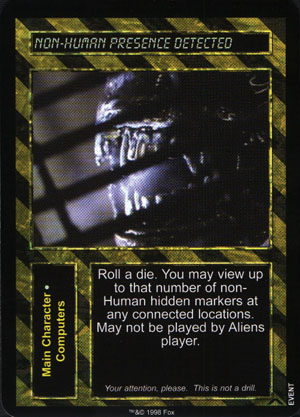 NON-HUMAN PRESENCE DETECTED
Main Character •
Computers
Roll a die. You may view up
to that number of non-
Human hidden markers at
any connected locations.
May not be played by Aliens
player.
Your attention, please. This is not a drill.
EVENT
™&© 1998 Fox